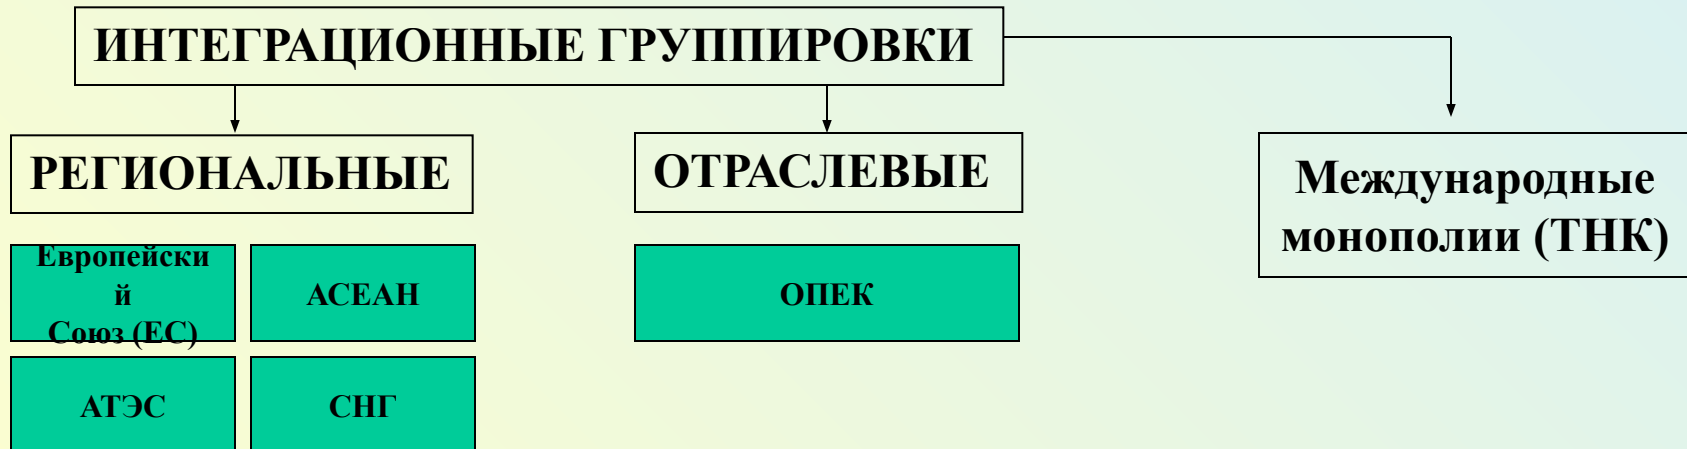 ИНТЕГРАЦИОННЫЕ ГРУППИРОВКИ
РЕГИОНАЛЬНЫЕ
ОТРАСЛЕВЫЕ
Международные
монополии (ТНК)
Европейски
й
Союз (ЕС)
АСЕАН
ОПЕК
АТЭС
СНГ